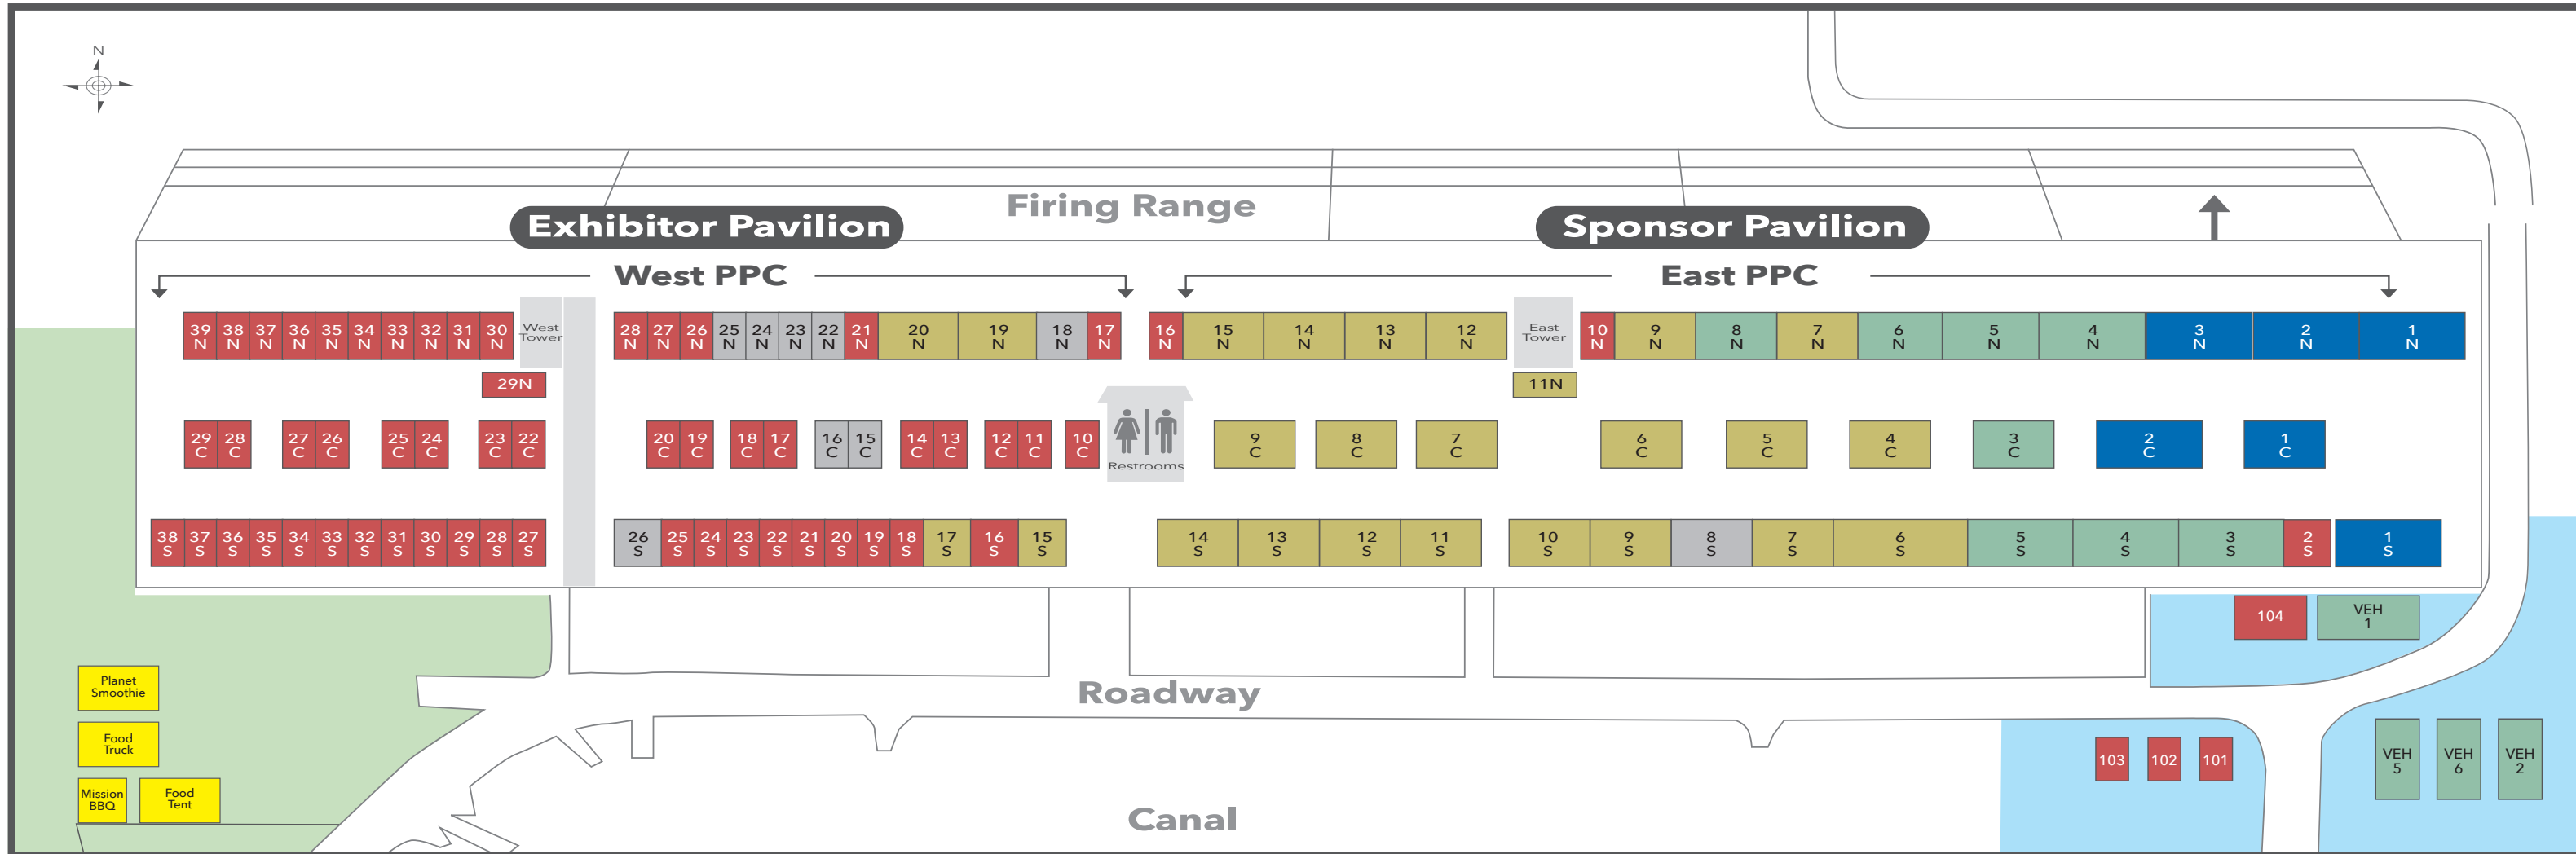 N
Firing Range
Exhibitor Pavilion
Sponsor Pavilion
West PPC
East PPC
39 38 37 36 35 34 33 32 31 30
N N N N N N N N N N
West
Tower
28 27 26 25 24 23 22 21 20 19 18 17
N N N N N N N N N N N N
16 15 14 13 12
N N N N N
East
Tower
10 9 8 7 6 5 4 3 2 1
N N N N N N N N N N
29N
11N
29 28 27 26 25 24 23 22
C C C C C C C C
20 19 18 17 16 15 14 13 12 11 10
C C C C C C C C C C C
Restrooms
9 8 7 6 5 4 3 2 1
C C C C C C C C C
38 37 36 35 34 33 32 31 30 29 28 27
S S S S S S S S S S S S
26 25 24 23 22 21 20 19 18 17 16 15
S S S S S S S S S S S S
14 13 12 11
S S S S
10 9 8 7 6 5 4 3 2 1
S S S S S S S S S S
104
VEH
1
Planet
Smoothie
Roadway
Food
Truck
103 102 101
VEH
5
VEH
6
VEH
2
Mission
BBQ
Food
Tent
Canal